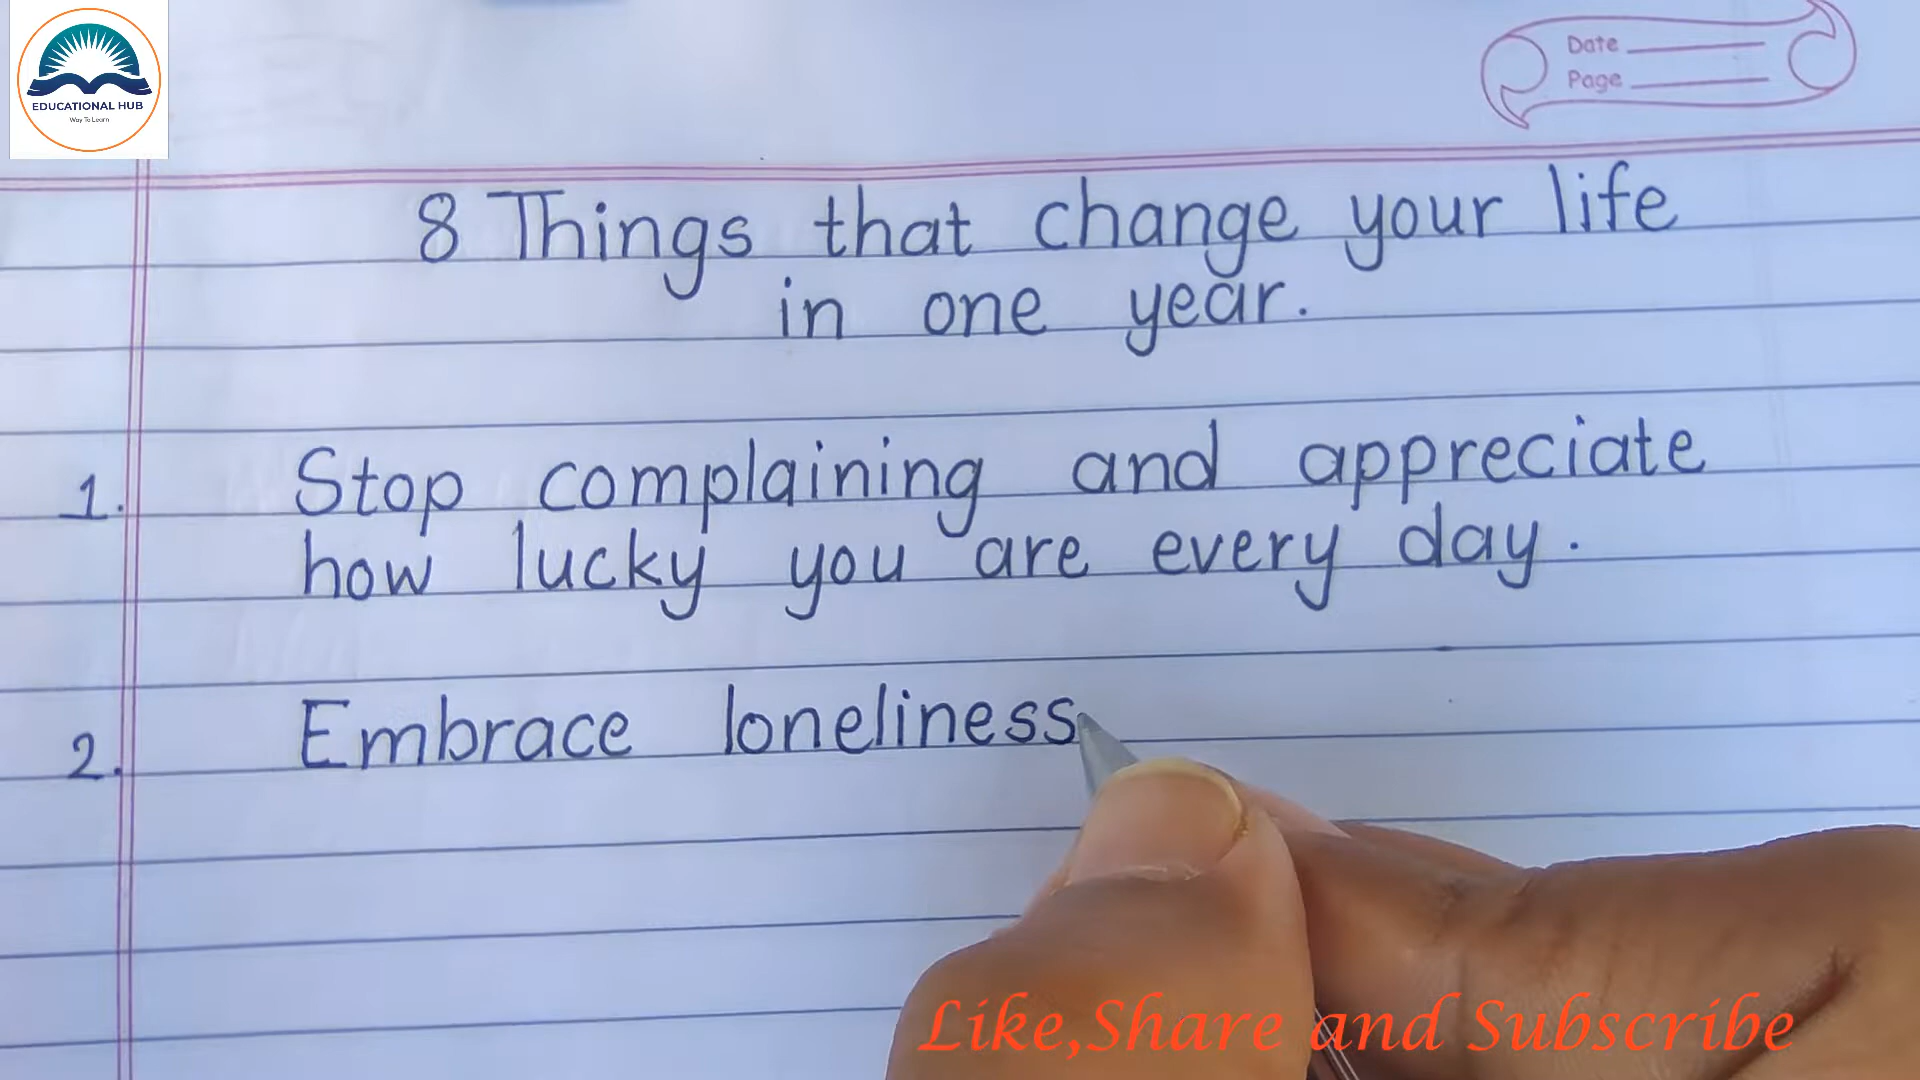 EDUCATIONAL HUB
Way To Learn
Date
Page
8 Things that change your life
in one year.
1. Stop complaining and appreciate
how lucky you are every day.
2. Embrace loneliness
Like,Share and Subscribe